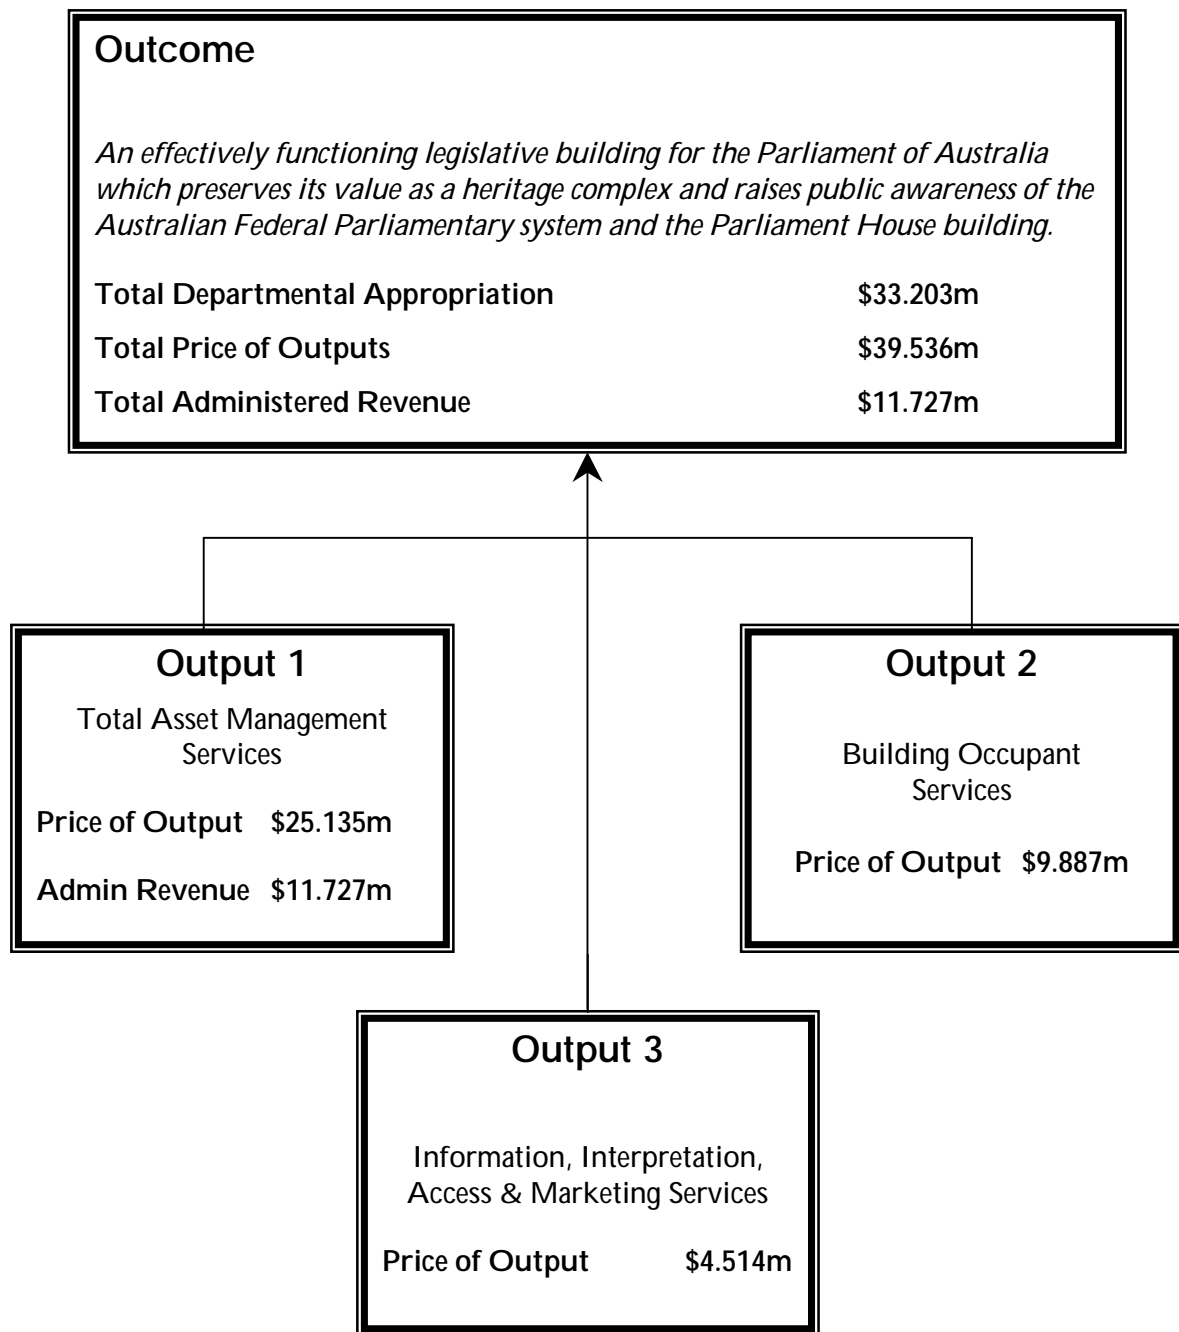 Outcome
An effectively functioning legislative building for the Parliament of Australia
which preserves its value as a heritage complex and raises public awareness of the
Australian Federal Parliamentary system and the Parliament House building.
Total Departmental Appropriation $33.203m
Total Price of Outputs $39.536m
Total Administered Revenue $11.727m
Output 1
Total Asset Management
Services
Price of Output $25.135m
Admin Revenue $11.727m
Output 2
Building Occupant
Services
Price of Output $9.887m
Output 3
Information, Interpretation,
Access & Marketing Services
Price of Output $4.514m